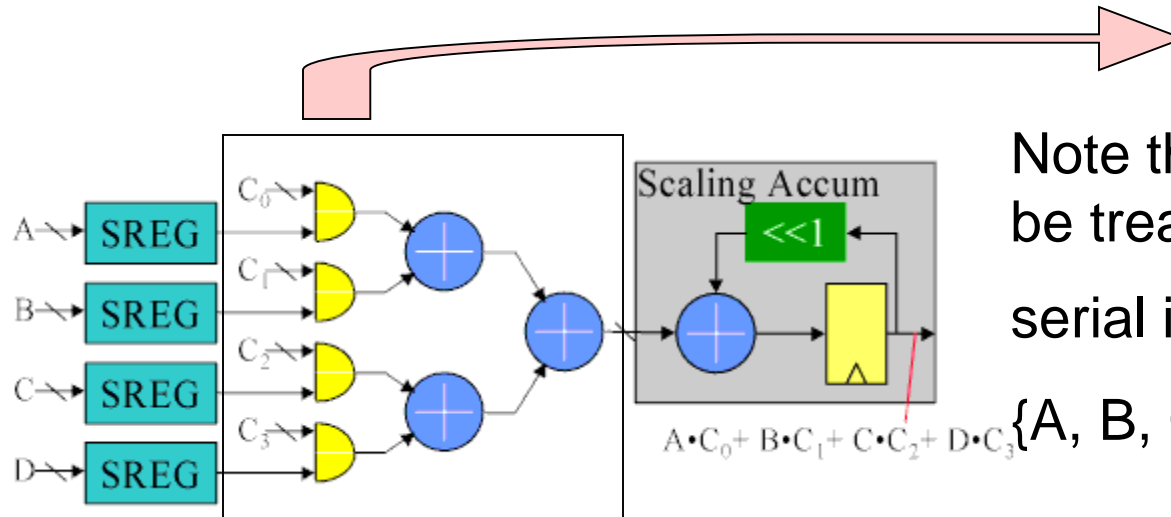 Note th
be trea
serial i
{A, B,
Scaling Accum
<<1
A•C₀+ B•C₁+ C•C₂+ D•C₃
A
SREG
B
SREG
C
SREG
D
SREG
C₀
C₁
C₂
C₃